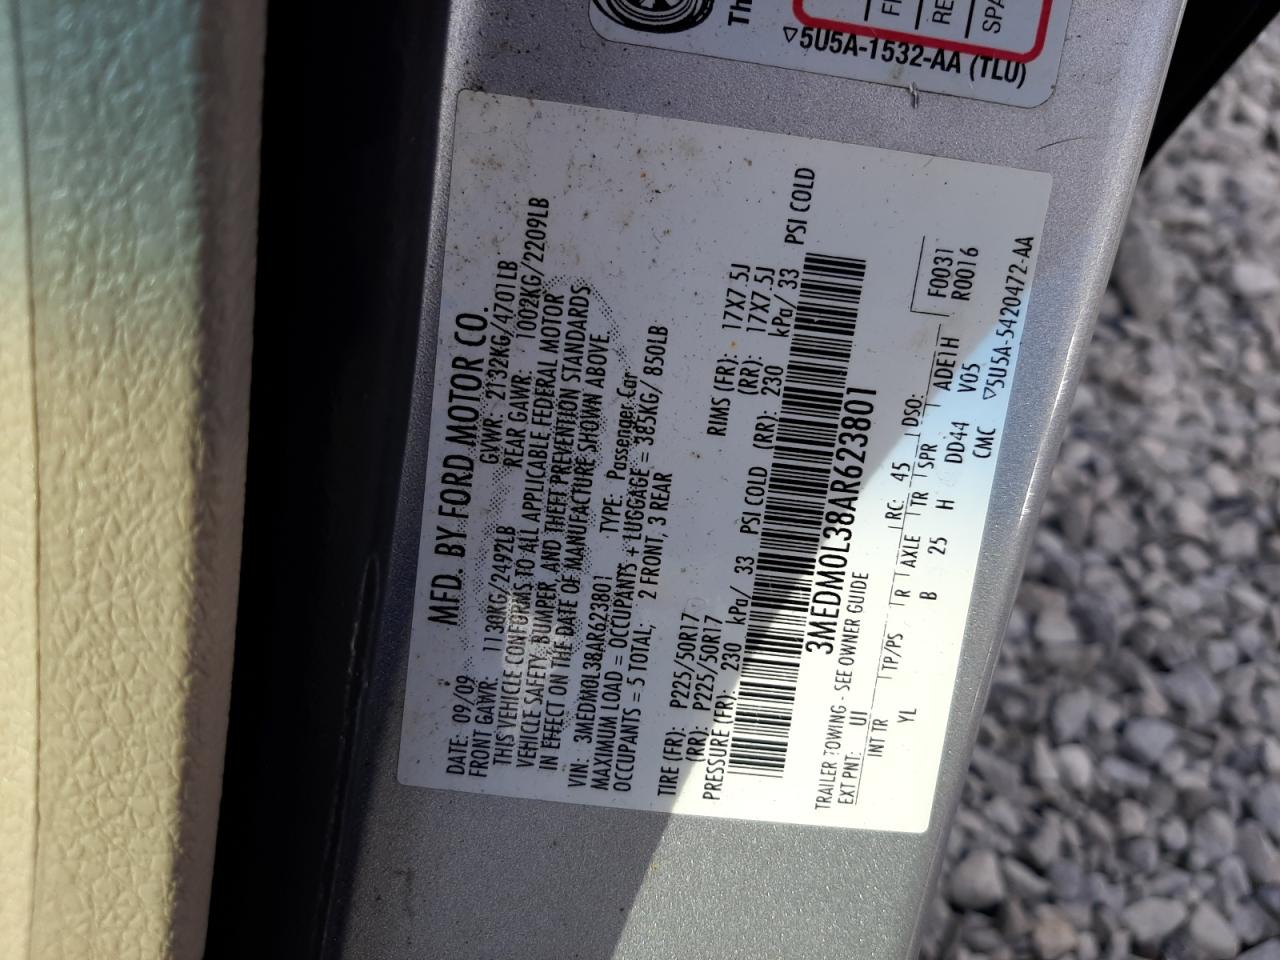 MFD. BY FORD MOTOR CO.
DATE: 09/09 GVWR: 2132KG/4701LB
FRONT GAWR: 1130KG/2492LB REAR GAWR: 1002KG/2209LB
THIS VEHICLE CONFORMS TO ALL APPLICABLE FEDERAL MOTOR
VEHICLE SAFETY, BUMPER, AND THEFT PREVENTION STANDARDS
IN EFFECT ON THE DATE OF MANUFACTURE SHOWN ABOVE.
VIN: 3MEDM0L38AR623801 TYPE: Passenger Car
MAXIMUM LOAD = OCCUPANTS + LUGGAGE = 385KG/ 850LB
OCCUPANTS = 5 TOTAL, 2 FRONT, 3 REAR
TIRE (FR): P225/50R17 RIMS (FR): 17X7.5J
(RR): P225/50R17 (RR): 17X7.5J
PRESSURE (FR): 230 kPa/ 33 PSI COLD (RR): 230 kPa/ 33 PSI COLD
3MEDM0L38AR623801
TRAILER TOWING - SEE OWNER GUIDE
EXT PNT: UI RC: 45 DSO: F0031
INT TR TP/PS R AXLE TR SPR ADE1H R0016
YL B 25 H DD44 V05
CMC ▽5U5A-5420472-AA
Th
RE
SPA
▽5U5A-1532-AA (TLU)